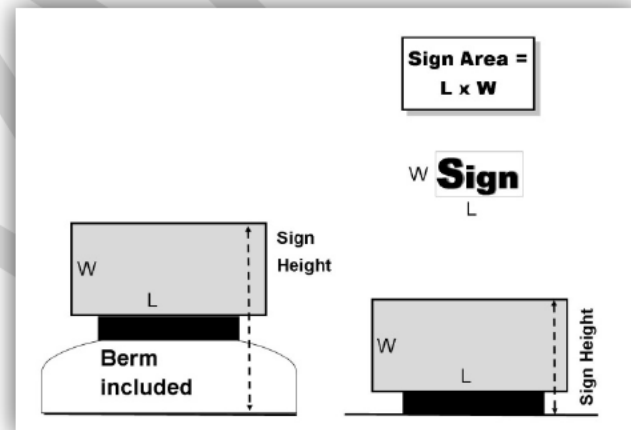 Sign Area =
L x W
W Sign
L
Sign
Height
W
L
Berm
included
W
L
Sign Height